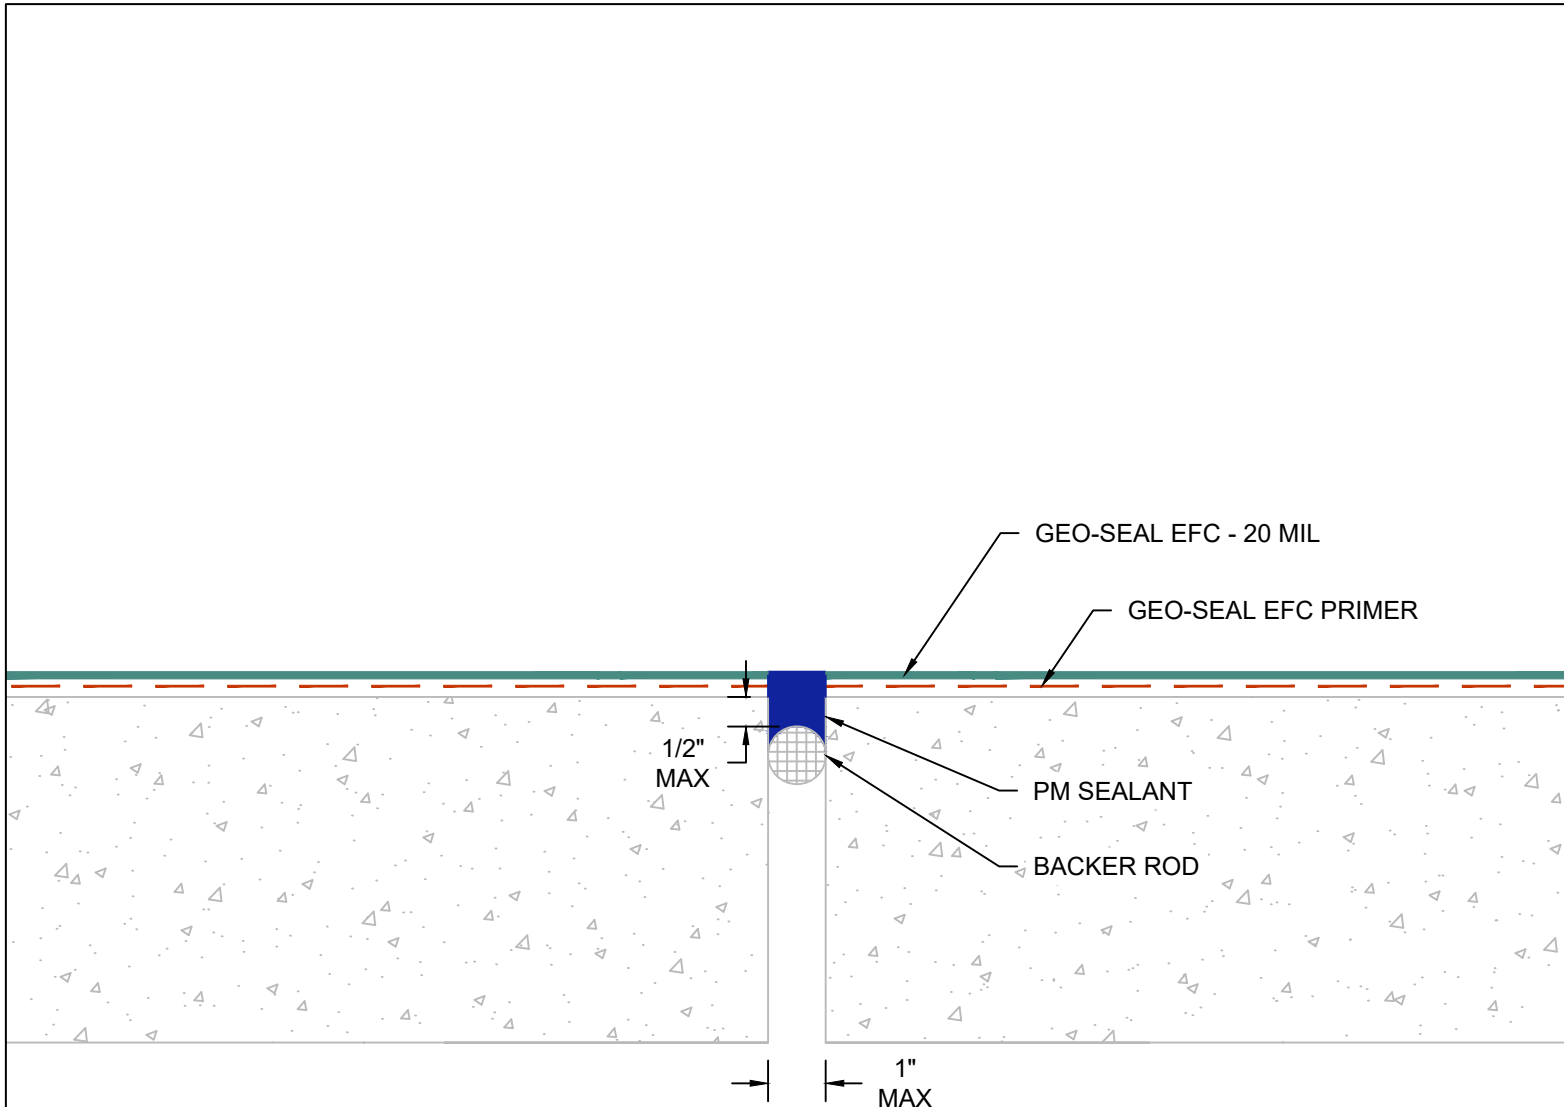 GEO-SEAL EFC - 20 MIL
GEO-SEAL EFC PRIMER
1/2"
MAX
PM SEALANT
BACKER ROD
1"
MAX